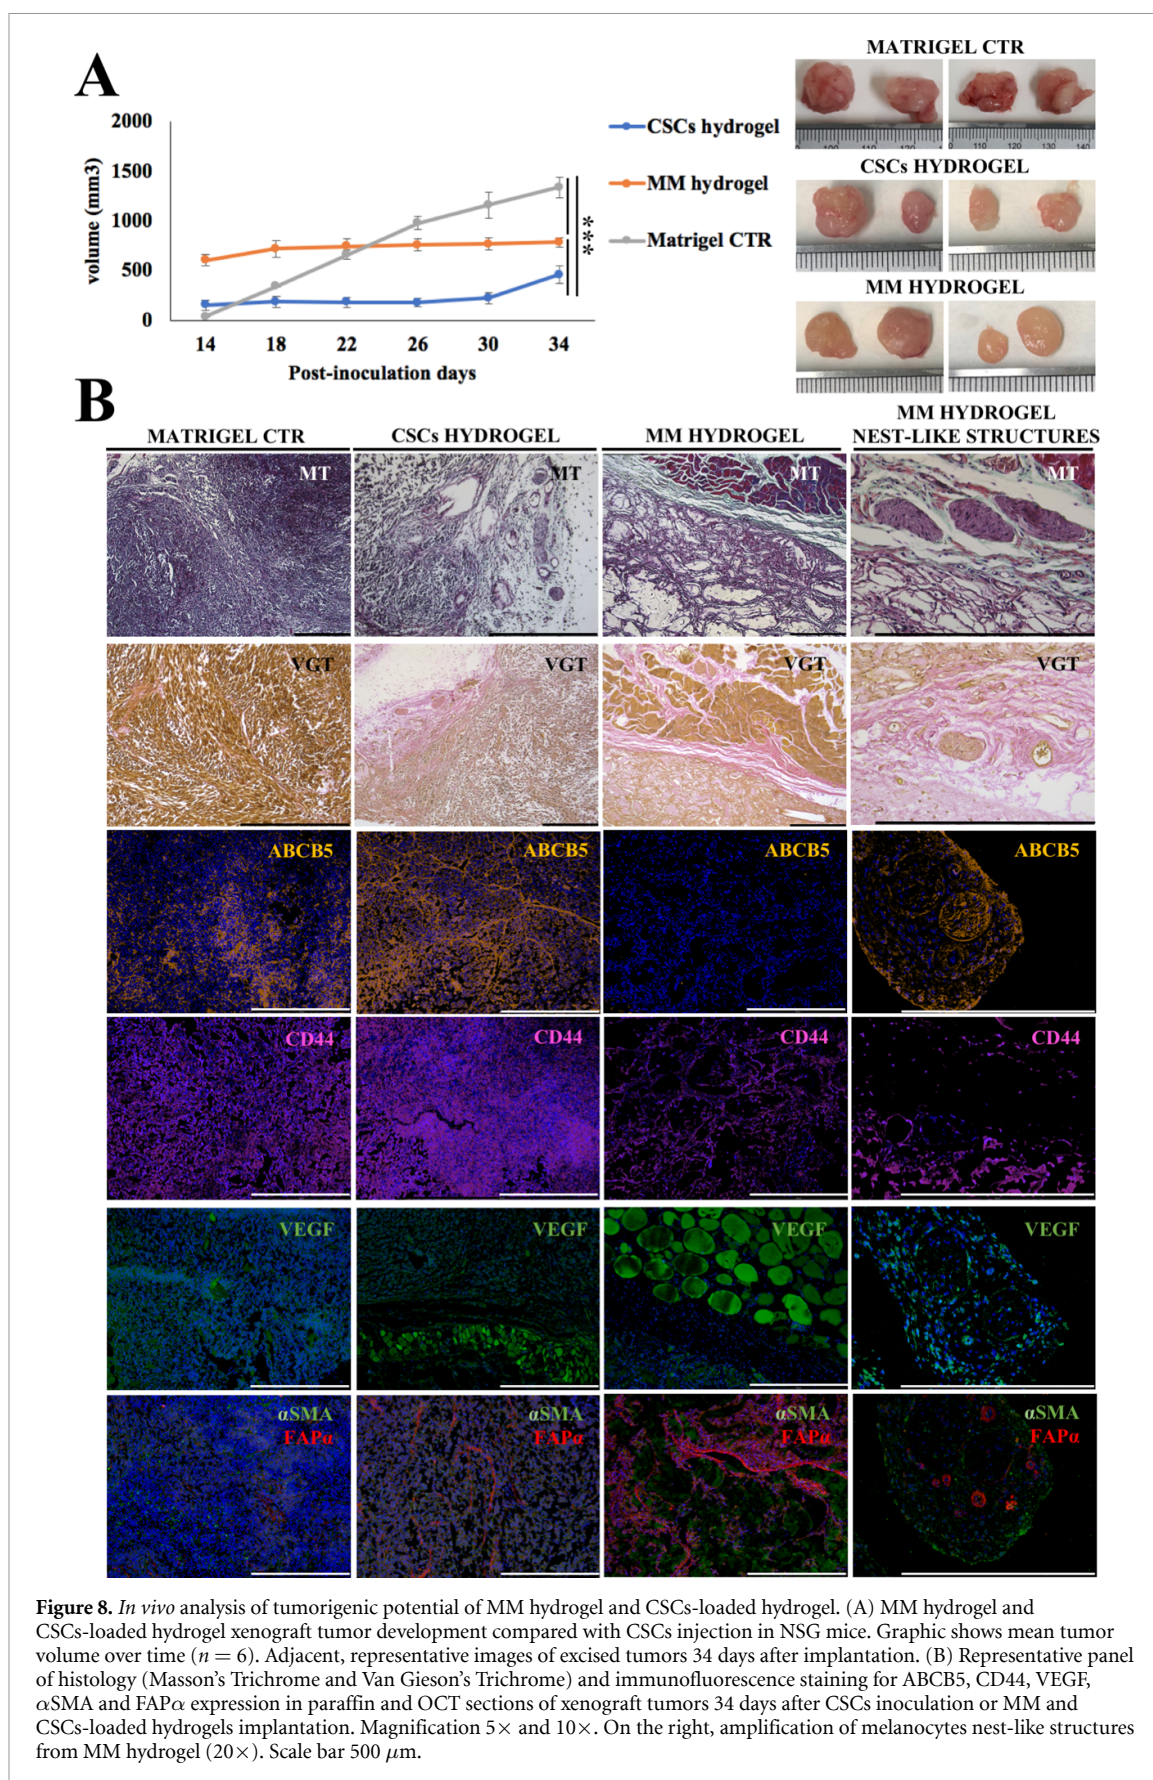 A
2000
1500
1000
500
0
volume (mm3)
14 18 22 26 30 34
Post-inoculation days
***
CSCs hydrogel
MM hydrogel
Matrigel CTR
MATRIGEL CTR
110 120 130 140
CSCs HYDROGEL
MM HYDROGEL
B
MATRIGEL CTR
CSCs HYDROGEL
MM HYDROGEL
MM HYDROGEL
NEST-LIKE STRUCTURES
MT MT MT MT
VGT VGT VGT VGT
ABCB5 ABCB5 ABCB5 ABCB5
CD44 CD44 CD44 CD44
VEGF VEGF VEGF VEGF
αSMA αSMA αSMA αSMA
FAPα FAPα FAPα FAPα
Figure 8. In vivo analysis of tumorigenic potential of MM hydrogel and CSCs-loaded hydrogel. (A) MM hydrogel and
CSCs-loaded hydrogel xenograft tumor development compared with CSCs injection in NSG mice. Graphic shows mean tumor
volume over time (n = 6). Adjacent, representative images of excised tumors 34 days after implantation. (B) Representative panel
of histology (Masson's Trichrome and Van Gieson's Trichrome) and immunofluorescence staining for ABCB5, CD44, VEGF,
αSMA and FAPα expression in paraffin and OCT sections of xenograft tumors 34 days after CSCs inoculation or MM and
CSCs-loaded hydrogels implantation. Magnification 5× and 10×. On the right, amplification of melanocytes nest-like structures
from MM hydrogel (20×). Scale bar 500 μm.